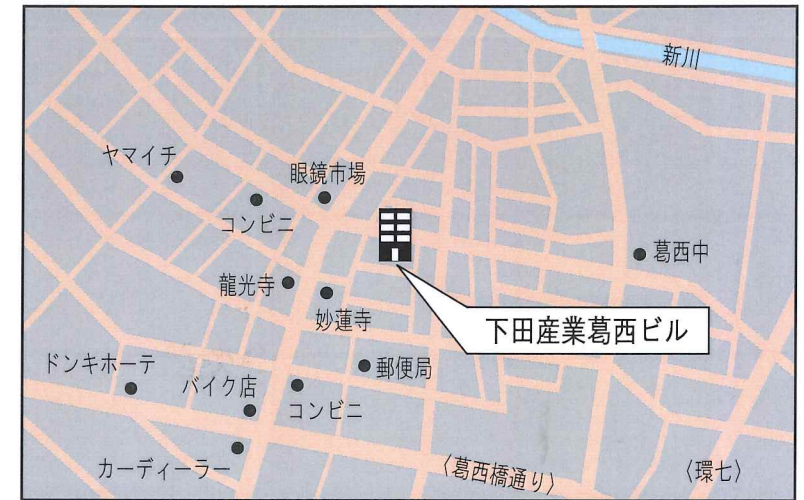 新川
ヤマイチ
眼鏡市場
コンビニ
葛西中
龍光寺
妙蓮寺
下田産業葛西ビル
ドンキホーテ
郵便局
バイク店
コンビニ
カーディーラー
〈葛西橋通り〉
〈環七〉